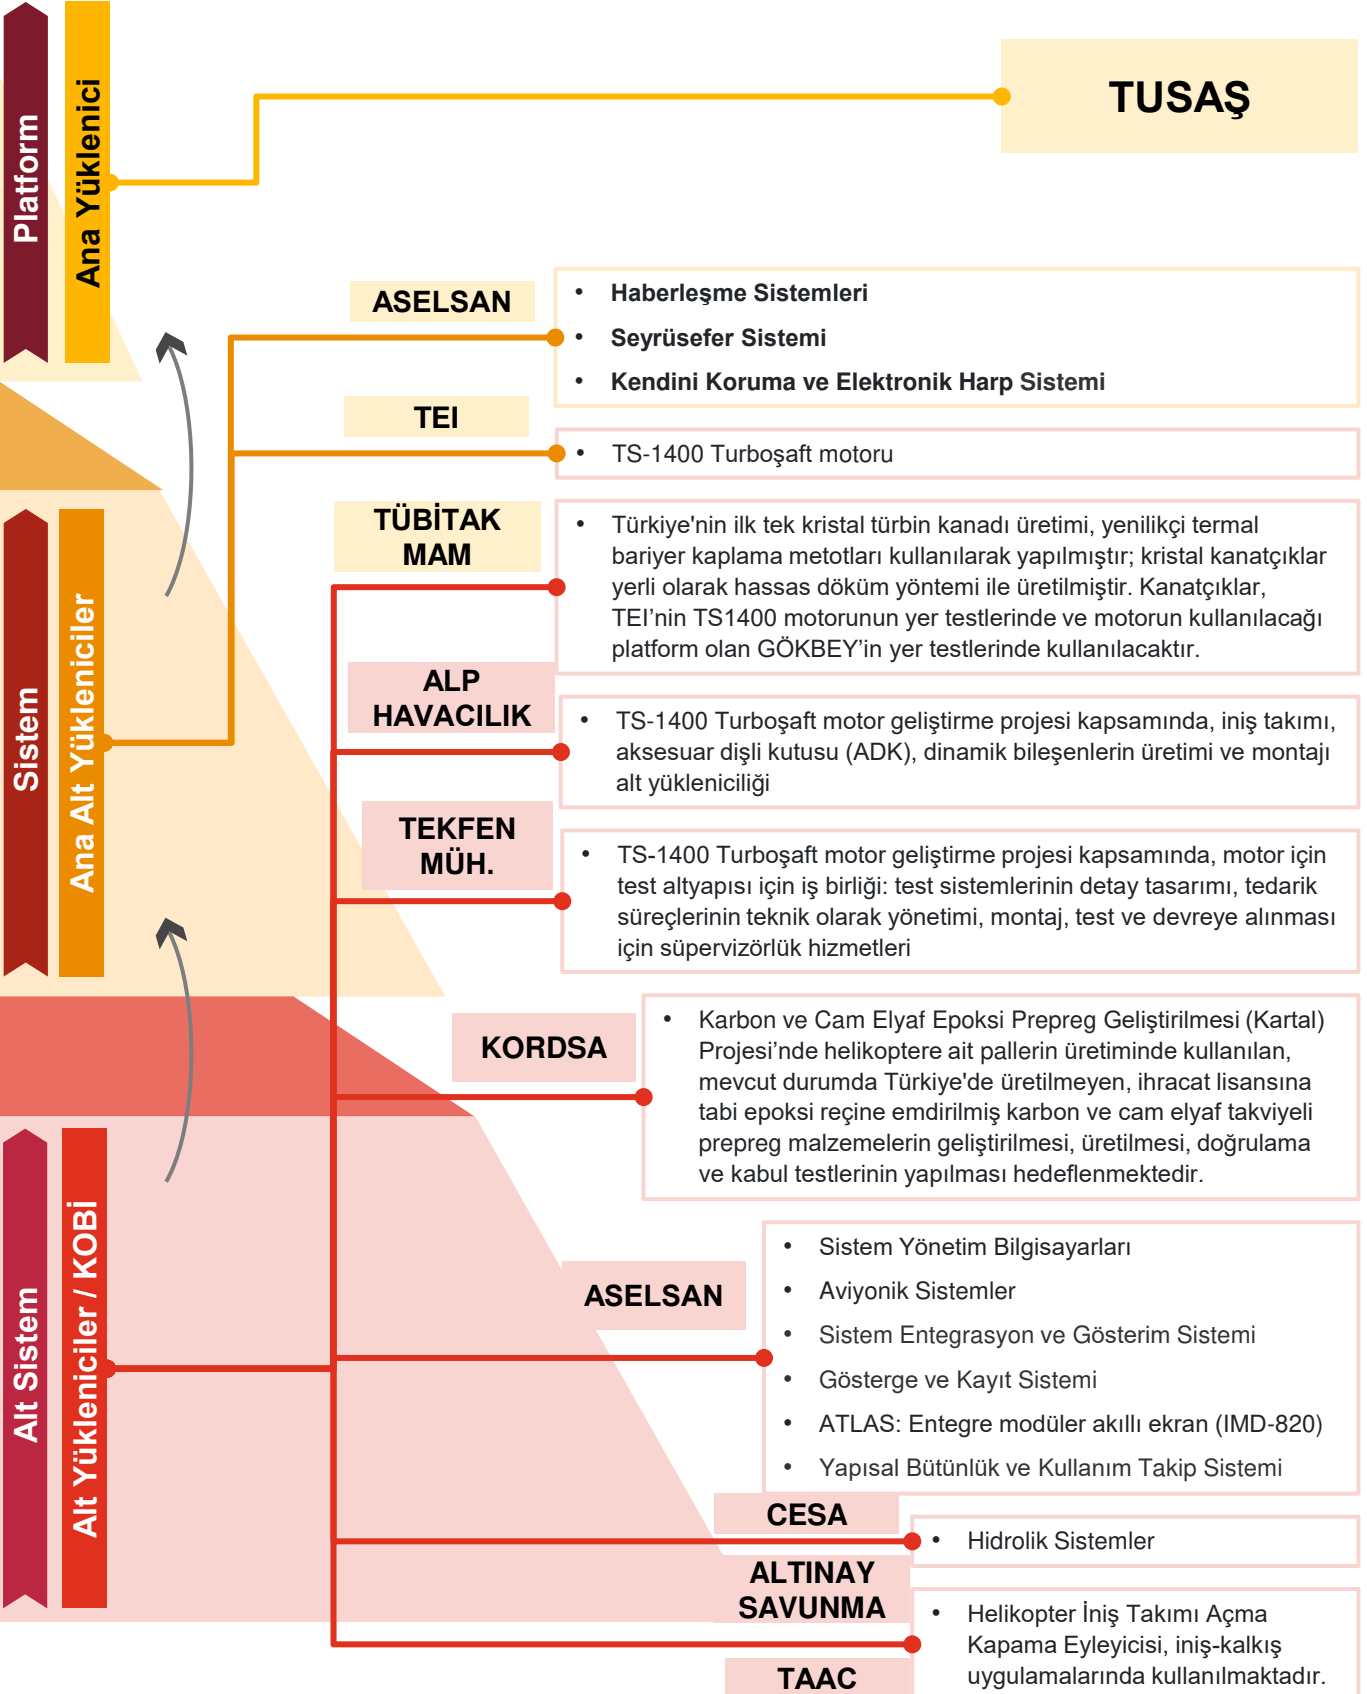 Platform
Ana Yüklenici
TUSAŞ
ASELSAN
• Haberleşme Sistemleri
• Seyrüsefer Sistemi
• Kendini Koruma ve Elektronik Harp Sistemi
TEI
• TS-1400 Turboşaft motoru
Sistem
Ana Alt Yükleniciler
TÜBİTAK
MAM
• Türkiye'nin ilk tek kristal türbin kanadı üretimi, yenilikçi termal
bariyer kaplama metotları kullanılarak yapılmıştır; kristal kanatçıklar
yerli olarak hassas döküm yöntemi ile üretilmiştir. Kanatçıklar,
TEI’nin TS1400 motorunun yer testlerinde ve motorun kullanılacağı
platform olan GÖKBEY’in yer testlerinde kullanılacaktır.
ALP
HAVACILIK
• TS-1400 Turboşaft motor geliştirme projesi kapsamında, iniş takımı,
aksesuar dişli kutusu (ADK), dinamik bileşenlerin üretimi ve montajı
alt yükleniciliği
TEKFEN
MÜH.
• TS-1400 Turboşaft motor geliştirme projesi kapsamında, motor için
test altyapısı için iş birliği: test sistemlerinin detay tasarımı, tedarik
süreçlerinin teknik olarak yönetimi, montaj, test ve devreye alınması
için süpervizörlük hizmetleri
KORDSA
• Karbon ve Cam Elyaf Epoksi Prepreg Geliştirilmesi (Kartal)
Projesi’nde helikoptere ait pallerin üretiminde kullanılan,
mevcut durumda Türkiye'de üretilmeyen, ihracat lisansına
tabi epoksi reçine emdirilmiş karbon ve cam elyaf takviyeli
prepreg malzemelerin geliştirilmesi, üretilmesi, doğrulama
ve kabul testlerinin yapılması hedeflenmektedir.
Alt Sistem
Alt Yükleniciler / KOBİ
ASELSAN
• Sistem Yönetim Bilgisayarları
• Aviyonik Sistemler
• Sistem Entegrasyon ve Gösterim Sistemi
• Gösterge ve Kayıt Sistemi
• ATLAS: Entegre modüler akıllı ekran (IMD-820)
• Yapısal Bütünlük ve Kullanım Takip Sistemi
CESA
• Hidrolik Sistemler
ALTINAY
SAVUNMA
• Helikopter İniş Takımı Açma
Kapama Eyleyicisi, iniş-kalkış
uygulamalarında kullanılmaktadır.
TAAC